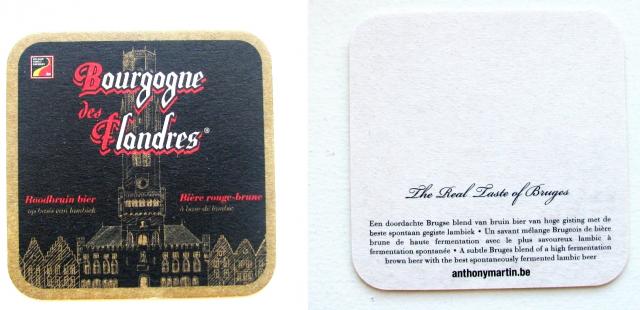 Bourgogne
des
Flandres®
Roodbruin bier
op basis van lambiek
Bière rouge-brune
à base de lambic
The Real Taste of Bruges
Een doordachte Brugse blend van bruin bier van hoge gisting met de
beste spontaan gegiste lambiek • Un savant mélange Brugeois de bière
brune de haute fermentation avec le plus savoureux lambic à
fermentation spontanée • A subtle Bruges blend of a high fermentation
brown beer with the best spontaneously fermented lambic beer
anthonymartin.be